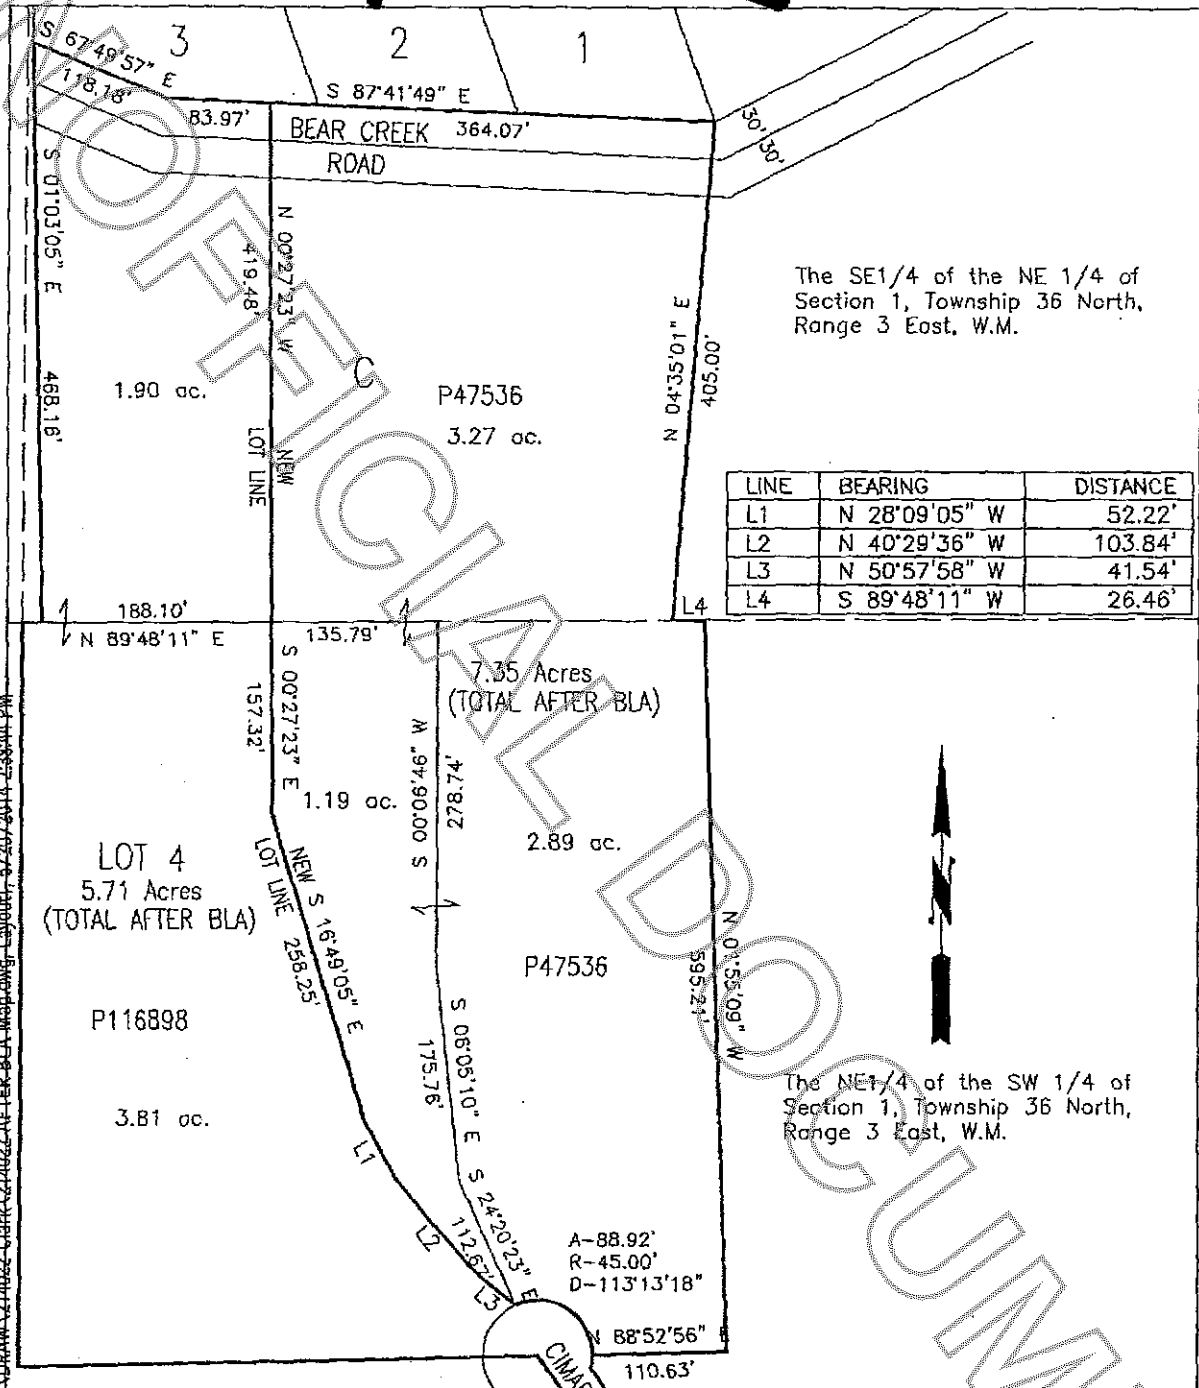 3
2
1
S 67°49'57" E
118.18'
83.97'
S 87°41'49" E
BEAR CREEK 364.07'
ROAD
30' 30'
S 01°03'05" E
468.16'
N 00°27'23" W
419.48'
NEW
LOT LINE
1.90 ac.
C
P47536
3.27 ac.
N 04°35'01" E
405.00'
The SE1/4 of the NE 1/4 of
Section 1, Township 36 North,
Range 3 East, W.M.
LINE BEARING DISTANCE
L1 N 28°09'05" W 52.22'
L2 N 40°29'36" W 103.84'
L3 N 50°57'58" W 41.54'
L4 S 89°48'11" W 26.46'
L4
188.10'
N 89°48'11" E
135.79'
S 00°27'23" E
157.32'
7.35 Acres
(TOTAL AFTER BLA)
S 00°06'46" W
278.74'
1.19 ac.
2.89 ac.
LOT 4
5.71 Acres
(TOTAL AFTER BLA)
NEW S 16°49'05" E
LOT LINE 258.25'
P47536
N 01°55'09" W
595.21'
P116898
S 06°05'10" E
175.76'
N
The NE1/4 of the SW 1/4 of
Section 1, Township 36 North,
Range 3 East, W.M.
3.81 ac.
L1
L2
L3
S 24°20'23" E
112.67'
A-88.92'
R-45.00'
D-113°13'18"
N 88°52'56" E
110.63'
OFFICIAL DOCUM